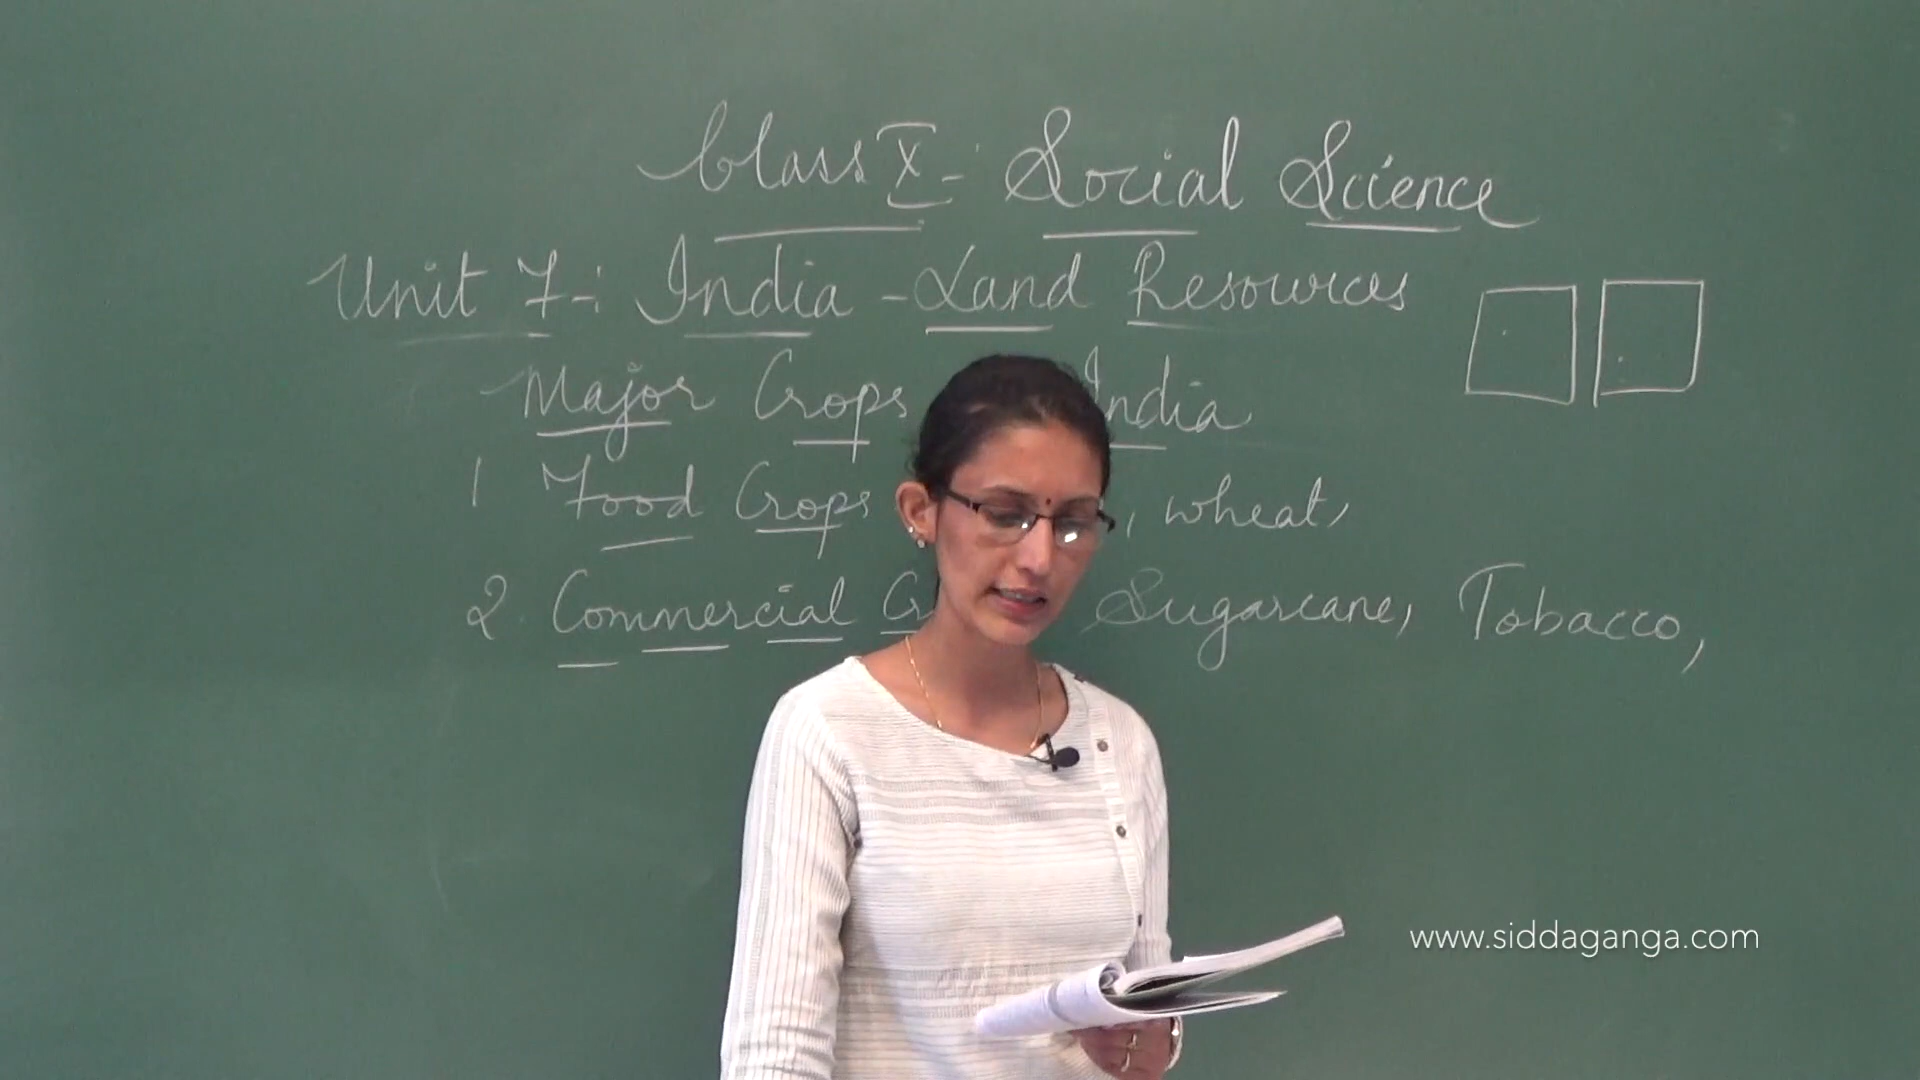 Class X - Social Science
Unit 7 -: India - Land Resources
Major Crops India
1 Food Crops , wheat,
2. Commercial Cr Sugarcane, Tobacco,
www.siddaganga.com